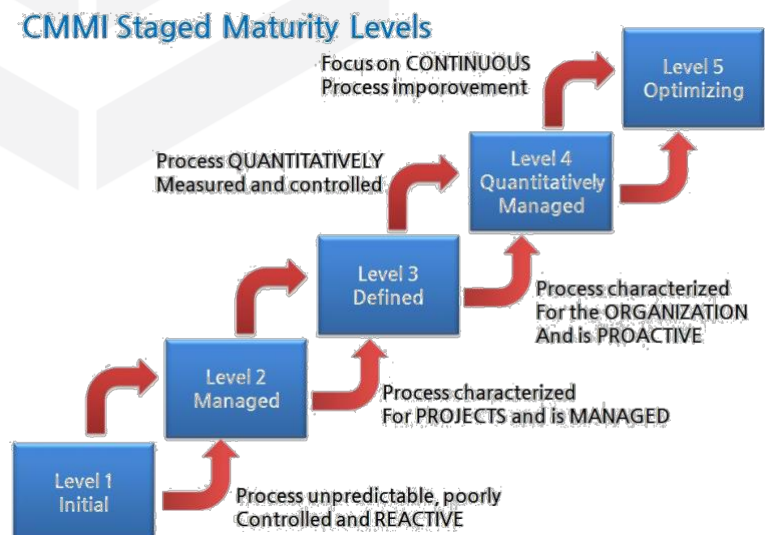 CMMI Staged Maturity Levels
Focus on CONTINUOUS
Process imporovement
Level 5
Optimizing
Process QUANTITATIVELY
Measured and controlled
Level 4
Quantitatively
Managed
Level 3
Defined
Process characterized
For the ORGANIZATION
And is PROACTIVE
Level 2
Managed
Process characterized
For PROJECTS and is MANAGED
Level 1
Initial
Process unpredictable, poorly
Controlled and REACTIVE